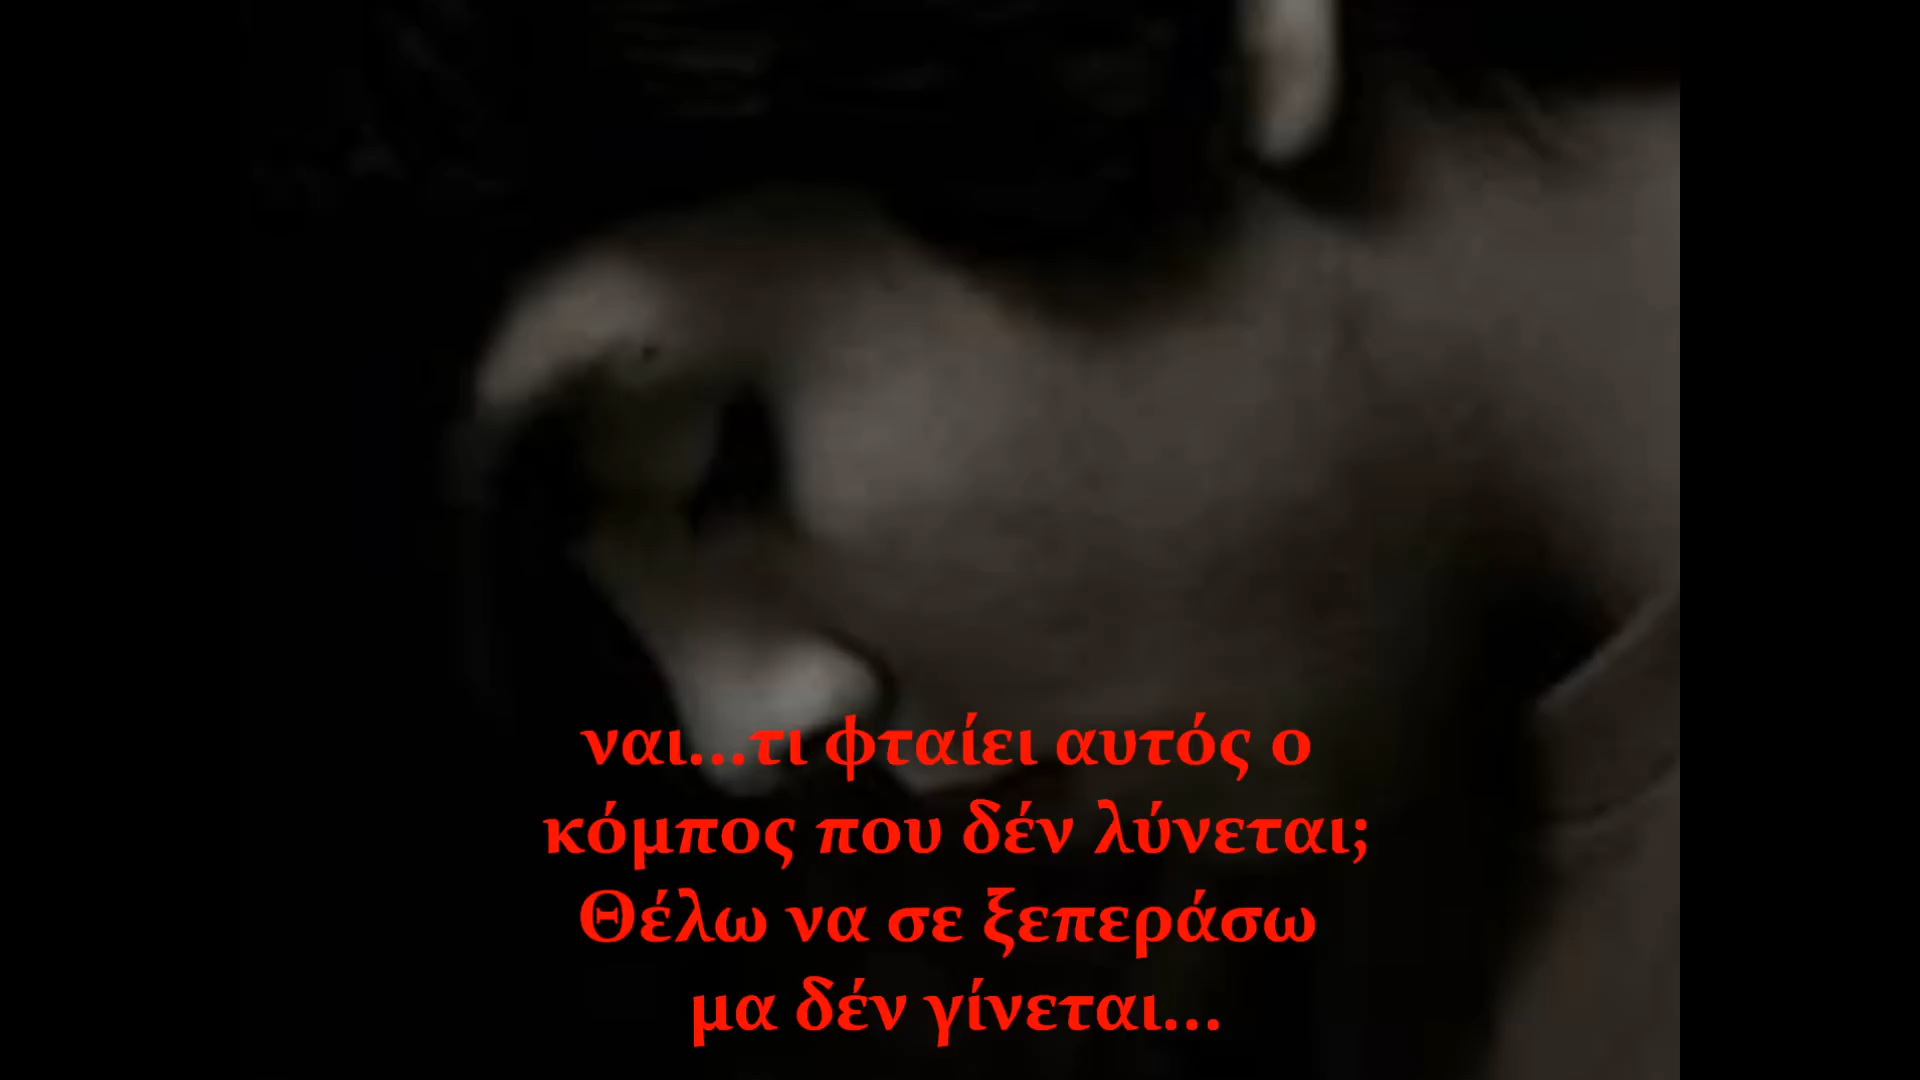 ναι...τι φταίει αυτός ο
κόμπος που δέν λύνεται;
Θέλω να σε ξεπεράσω
μα δέν γίνεται...